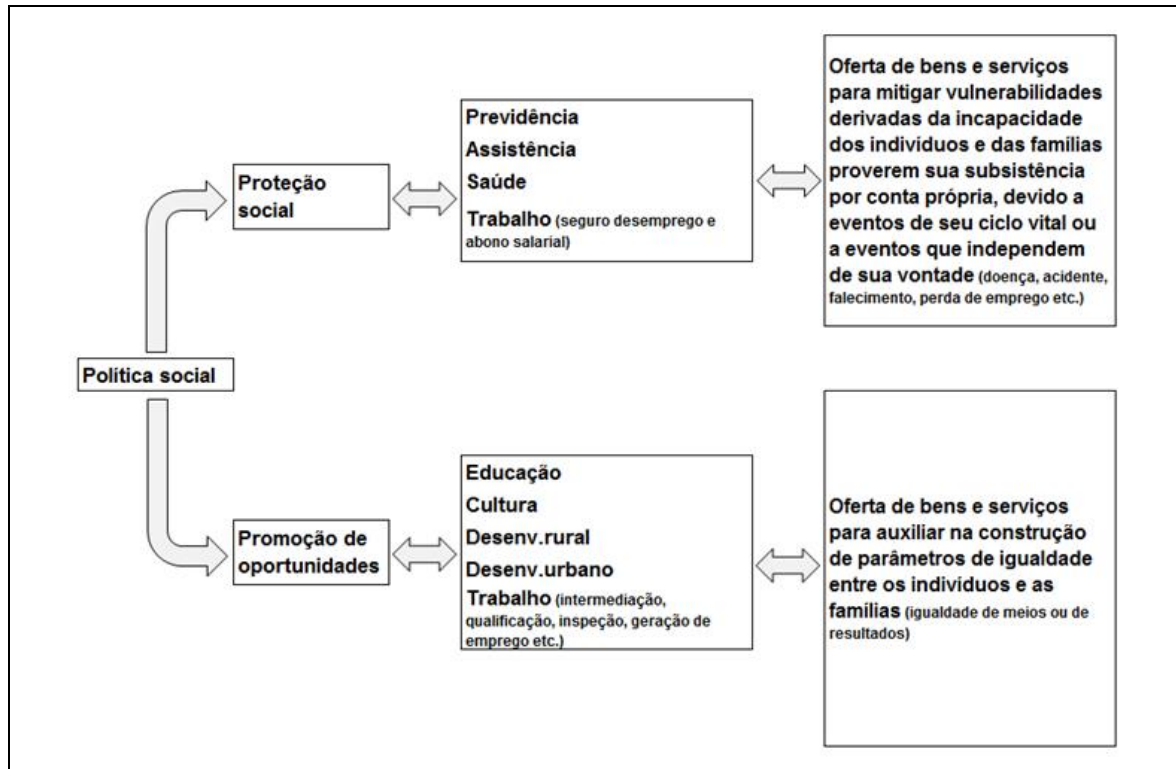 Política social
Proteção
social
Previdência
Assistência
Saúde
Trabalho (seguro desemprego e
abono salarial)
Oferta de bens e serviços
para mitigar vulnerabilidades
derivadas da incapacidade
dos indivíduos e das famílias
proverem sua subsistência
por conta própria, devido a
eventos de seu ciclo vital ou
a eventos que independem
de sua vontade (doença, acidente,
falecimento, perda de emprego etc.)
Promoção de
oportunidades
Educação
Cultura
Desenv.rural
Desenv.urbano
Trabalho (intermediação,
qualificação, inspeção, geração de
emprego etc.)
Oferta de bens e serviços
para auxiliar na construção
de parâmetros de igualdade
entre os indivíduos e as
famílias (igualdade de meios ou de
resultados)